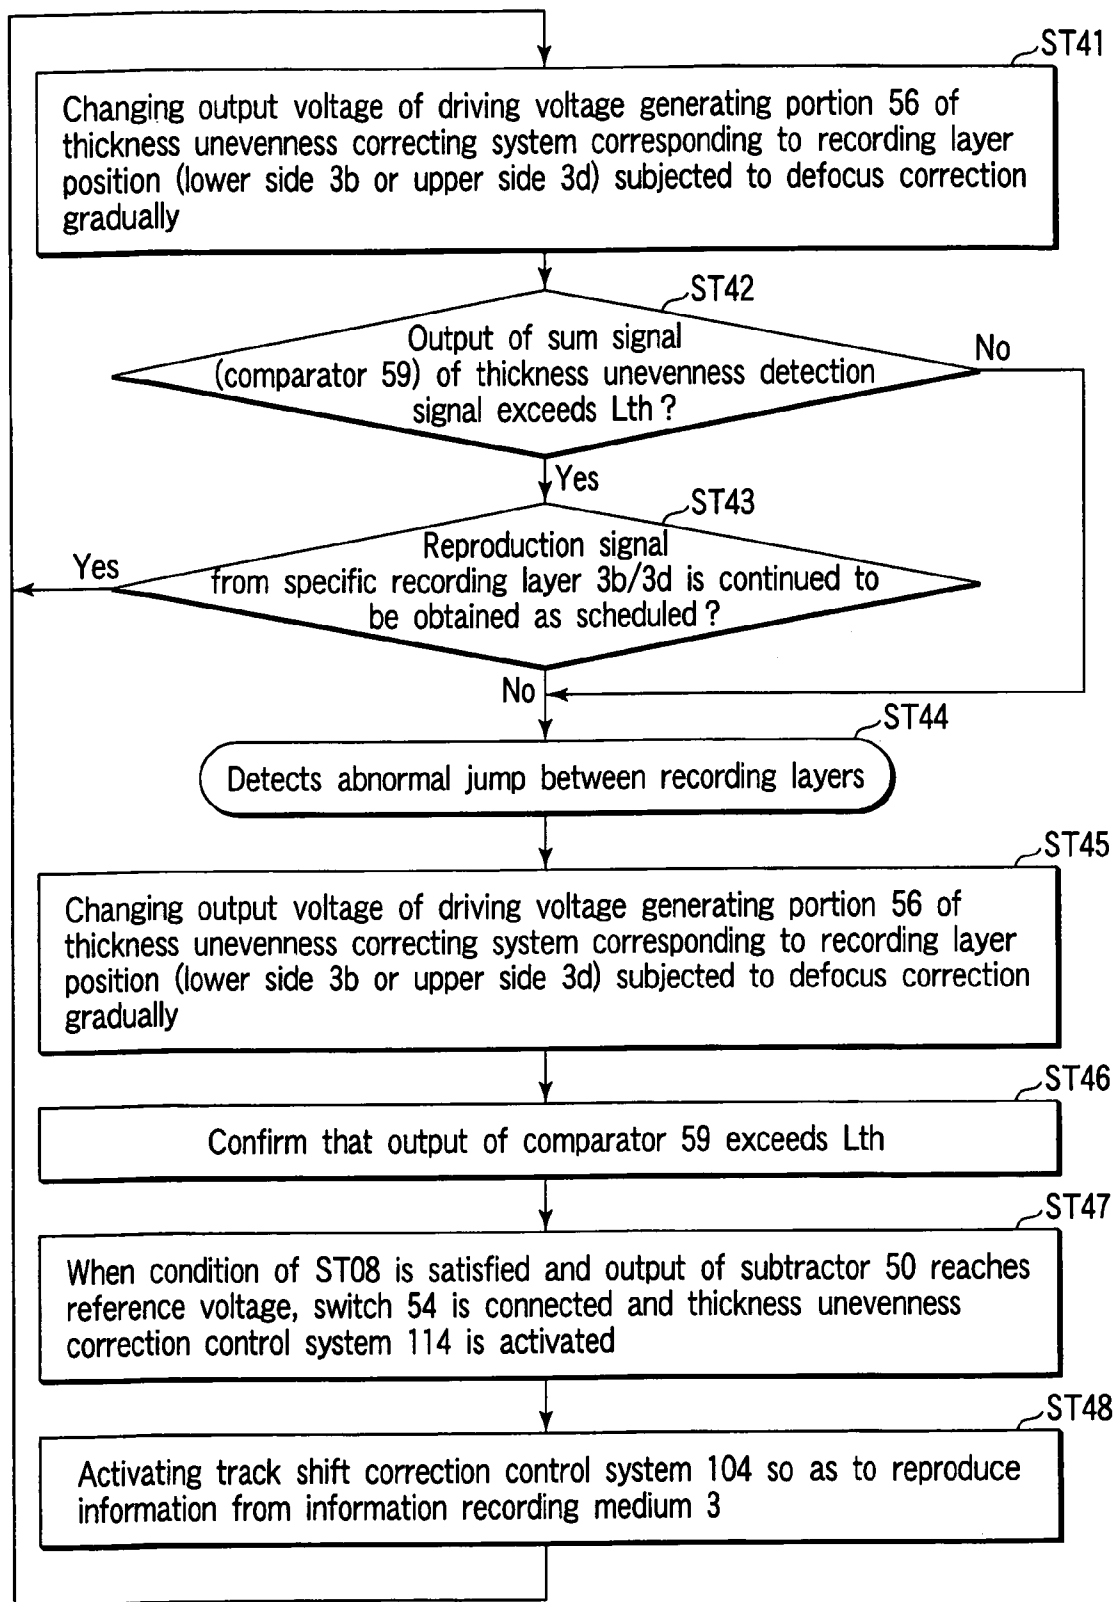 ST41
Changing output voltage of driving voltage generating portion 56 of
thickness unevenness correcting system corresponding to recording layer
position (lower side 3b or upper side 3d) subjected to defocus correction
gradually
ST42
Output of sum signal
(comparator 59) of thickness unevenness detection
signal exceeds Lth ?
No
Yes
ST43
Reproduction signal
from specific recording layer 3b/3d is continued to
be obtained as scheduled ?
Yes
No
ST44
Detects abnormal jump between recording layers
ST45
Changing output voltage of driving voltage generating portion 56 of
thickness unevenness correcting system corresponding to recording layer
position (lower side 3b or upper side 3d) subjected to defocus correction
gradually
ST46
Confirm that output of comparator 59 exceeds Lth
ST47
When condition of ST08 is satisfied and output of subtractor 50 reaches
reference voltage, switch 54 is connected and thickness unevenness
correction control system 114 is activated
ST48
Activating track shift correction control system 104 so as to reproduce
information from information recording medium 3